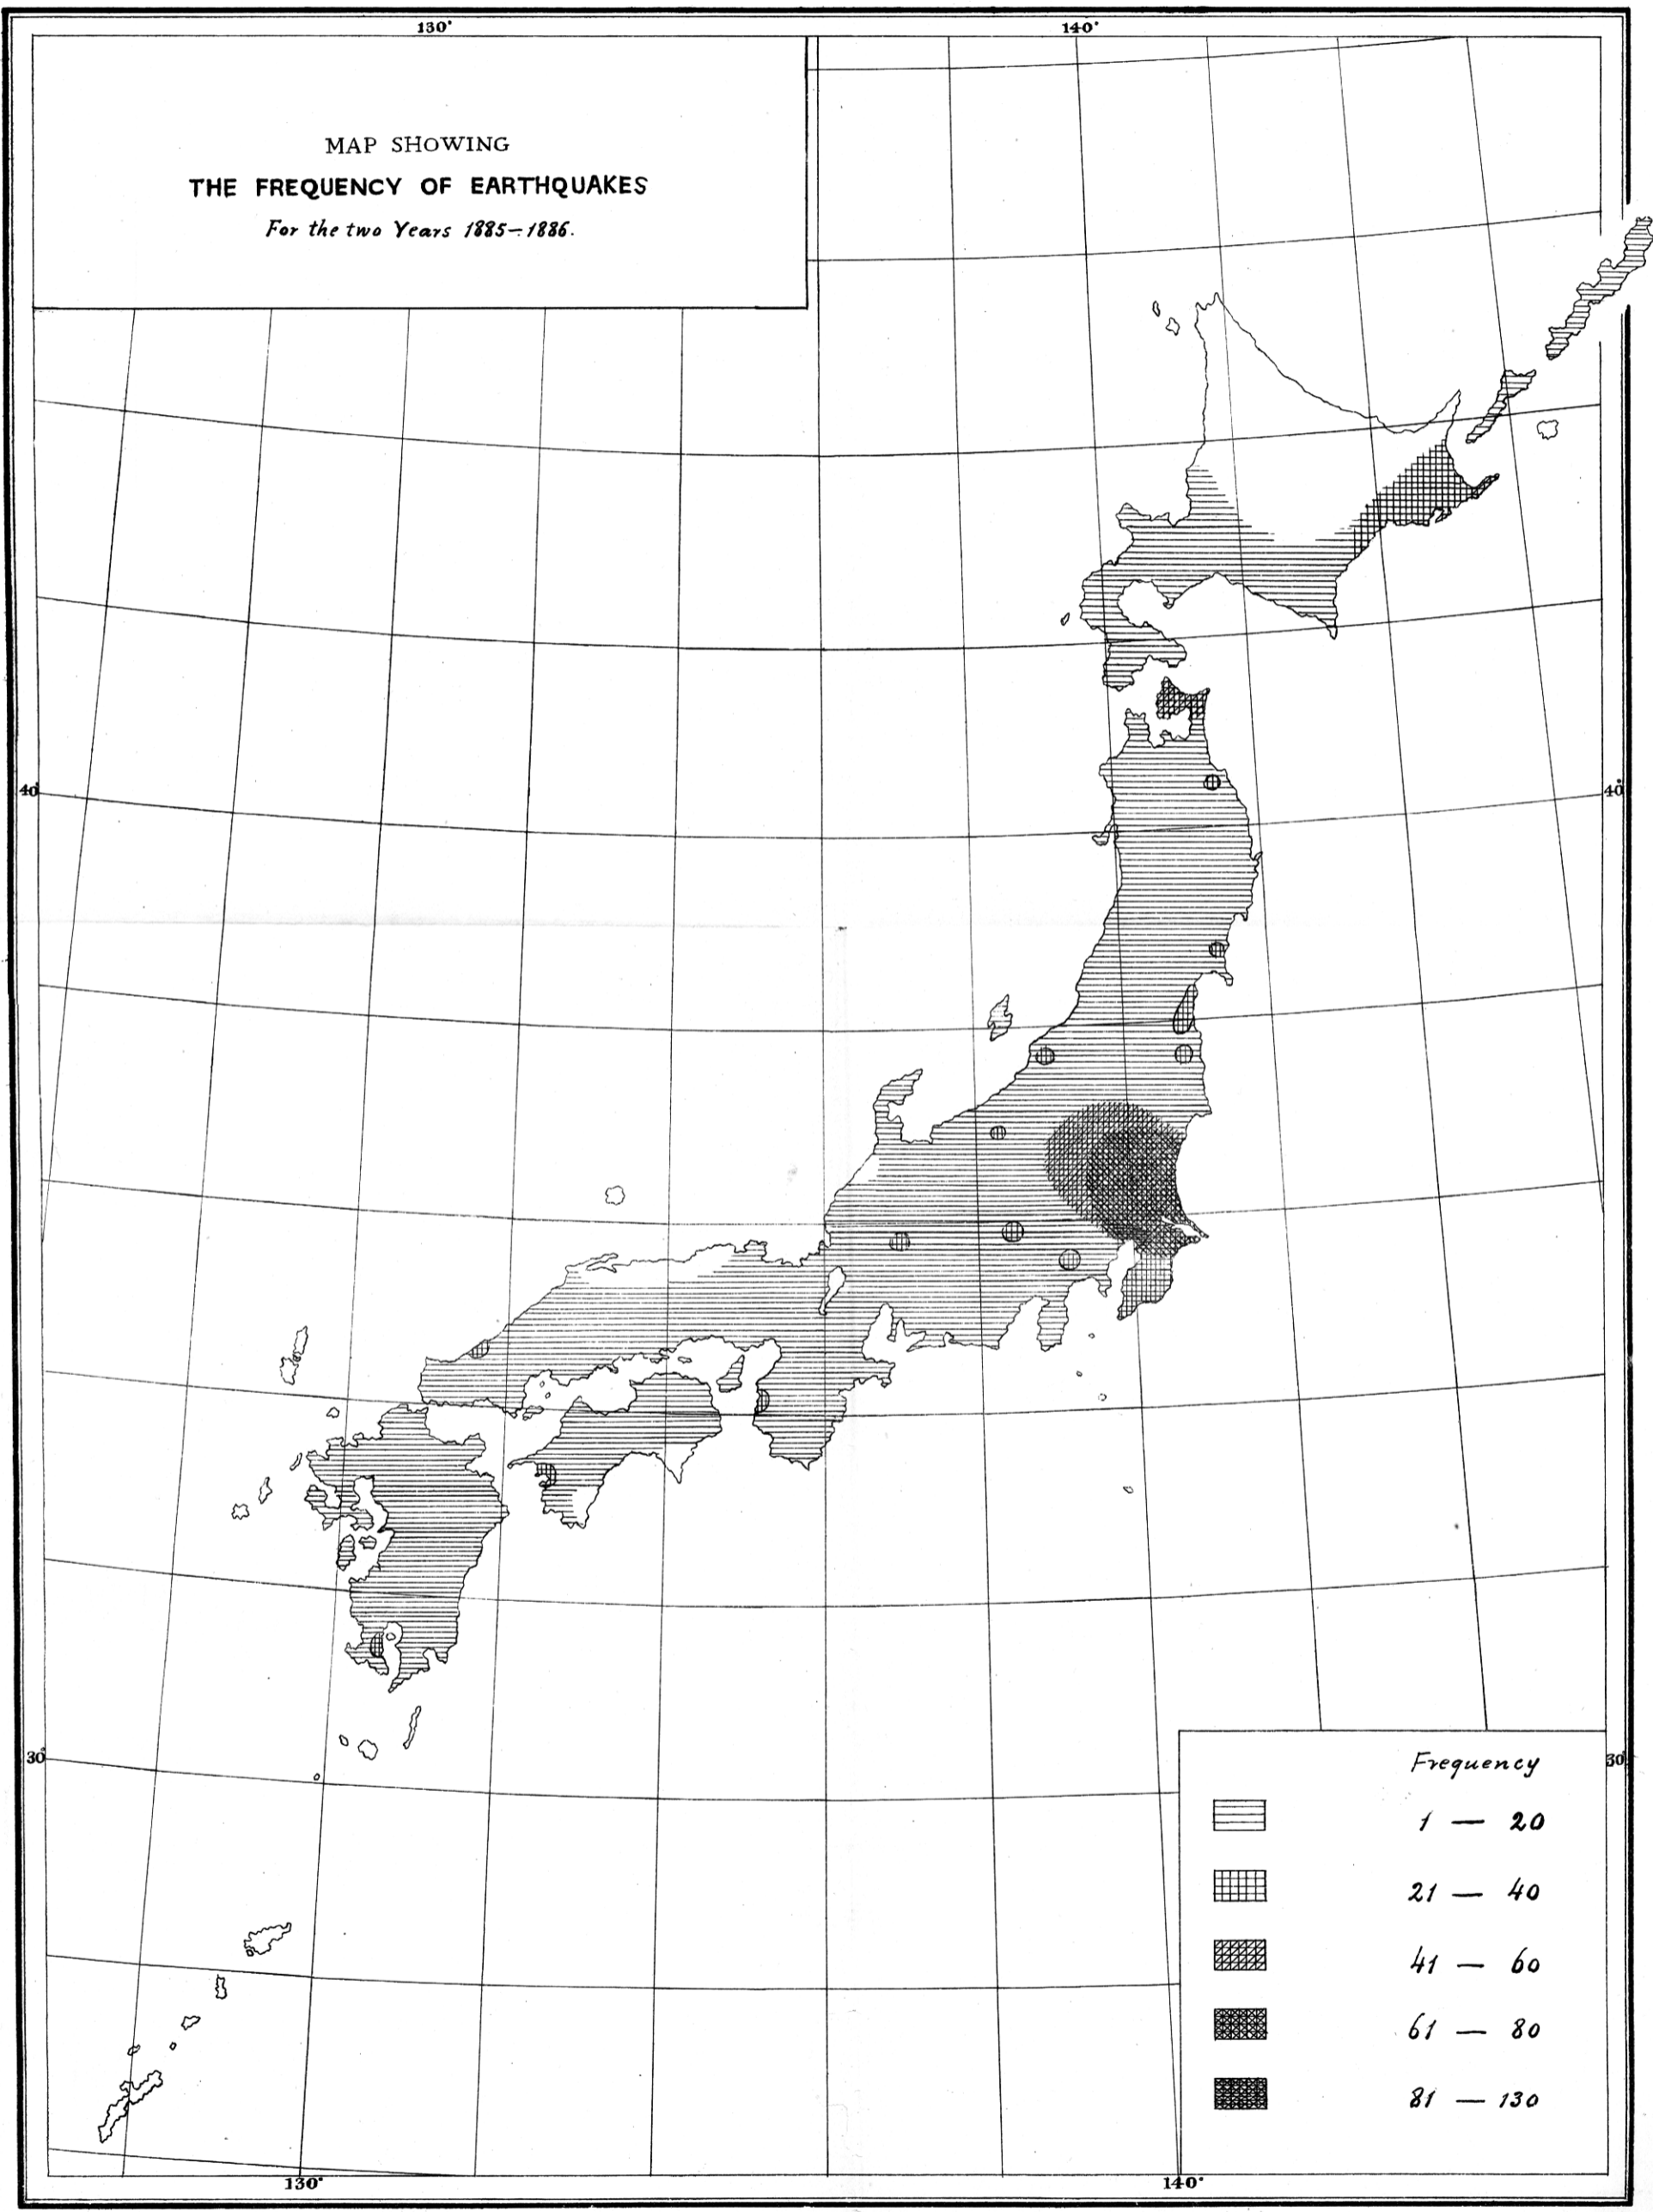 130°
140°
MAP SHOWING
THE FREQUENCY OF EARTHQUAKES
For the two Years 1885-1886.
40°
40°
30°
30°
Frequency
1 — 20
21 — 40
41 — 60
61 — 80
81 — 130
130°
140°